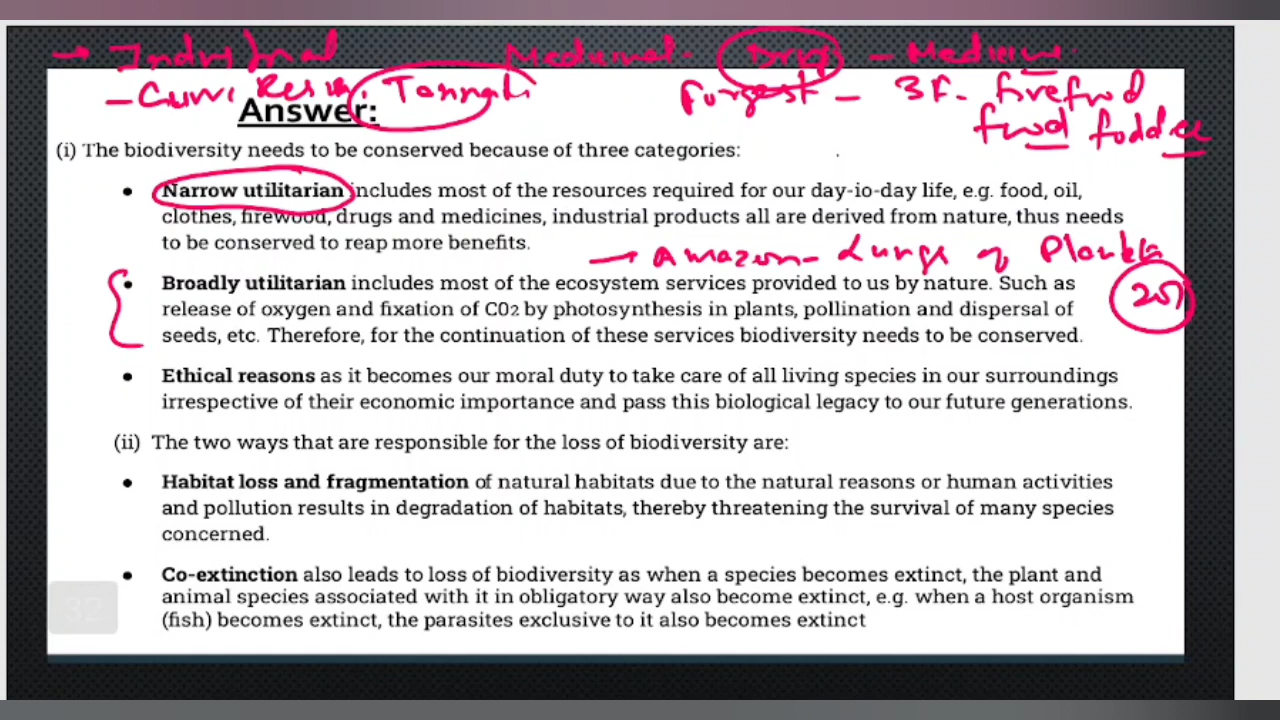 → Industrial Medicinal - Drug - Medicine
- Gum, Resin, Tannin - 3F - firewood
food fodder
Answer:
(i) The biodiversity needs to be conserved because of three categories:
• Narrow utilitarian includes most of the resources required for our day-io-day life, e.g. food, oil,
clothes, firewood, drugs and medicines, industrial products all are derived from nature, thus needs
to be conserved to reap more benefits.
→ Amazon - Lungs of
• Broadly utilitarian includes most of the ecosystem services provided to us by nature. Such as
release of oxygen and fixation of C02 by photosynthesis in plants, pollination and dispersal of
seeds, etc. Therefore, for the continuation of these services biodiversity needs to be conserved.
• Ethical reasons as it becomes our moral duty to take care of all living species in our surroundings
irrespective of their economic importance and pass this biological legacy to our future generations.
(ii) The two ways that are responsible for the loss of biodiversity are:
• Habitat loss and fragmentation of natural habitats due to the natural reasons or human activities
and pollution results in degradation of habitats, thereby threatening the survival of many species
concerned.
• Co-extinction also leads to loss of biodiversity as when a species becomes extinct, the plant and
animal species associated with it in obligatory way also become extinct, e.g. when a host organism
(fish) becomes extinct, the parasites exclusive to it also becomes extinct
32